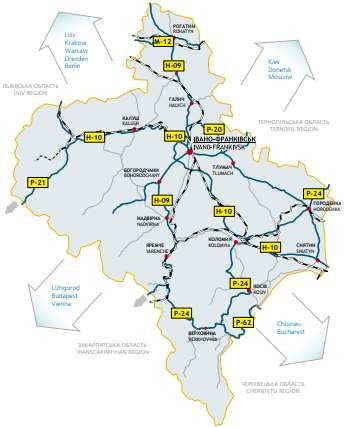 РОГАТИН
ROHATYN
Lviv
Krakow
Warsaw
Dresden
Berlin
M-12
H-09
Kiev
Donetsk
Moscow
ЛЬВІВСЬКА ОБЛАСТЬ
LVIV REGION
ГАЛИЧ
HALYCH
КАЛУШ
KALUSH
ТЕРНОПІЛЬСЬКА ОБЛАСТЬ
TERNOPIL REGION
P-20
H-10
H-10
ІВАНО-ФРАНКІВСЬК
IVANO-FRANKIVSK
БОГОРОДЧАНИ
BOHORODCHANY
ТЛУМАЧ
TLUMACH
P-21
P-24
H-09
ГОРОДЕНКА
HORODENKA
H-10
НАДВІРНА
NADVIRNA
КОЛОМИЯ
KOLOMYIA
H-10
ЯРЕМЧЕ
YAREMCHE
СНЯТИН
SNIATYN
P-24
КОСІВ
KOSIV
Uzhgorod
Budapest
Vienna
P-24
P-62
Chisinau
Bucharest
ВЕРХОВИНА
VERKHOVYNA
ЗАКАРПАТСЬКА ОБЛАСТЬ
TRANSCARPATHIAN REGION
ЧЕРНІВЕЦЬКА ОБЛАСТЬ
CHERNIVTSI REGION